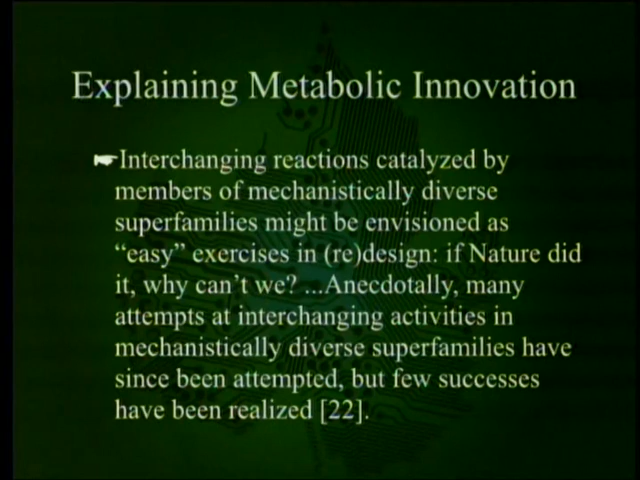 Explaining Metabolic Innovation
☛Interchanging reactions catalyzed by
members of mechanistically diverse
superfamilies might be envisioned as
“easy” exercises in (re)design: if Nature did
it, why can’t we? ...Anecdotally, many
attempts at interchanging activities in
mechanistically diverse superfamilies have
since been attempted, but few successes
have been realized [22].